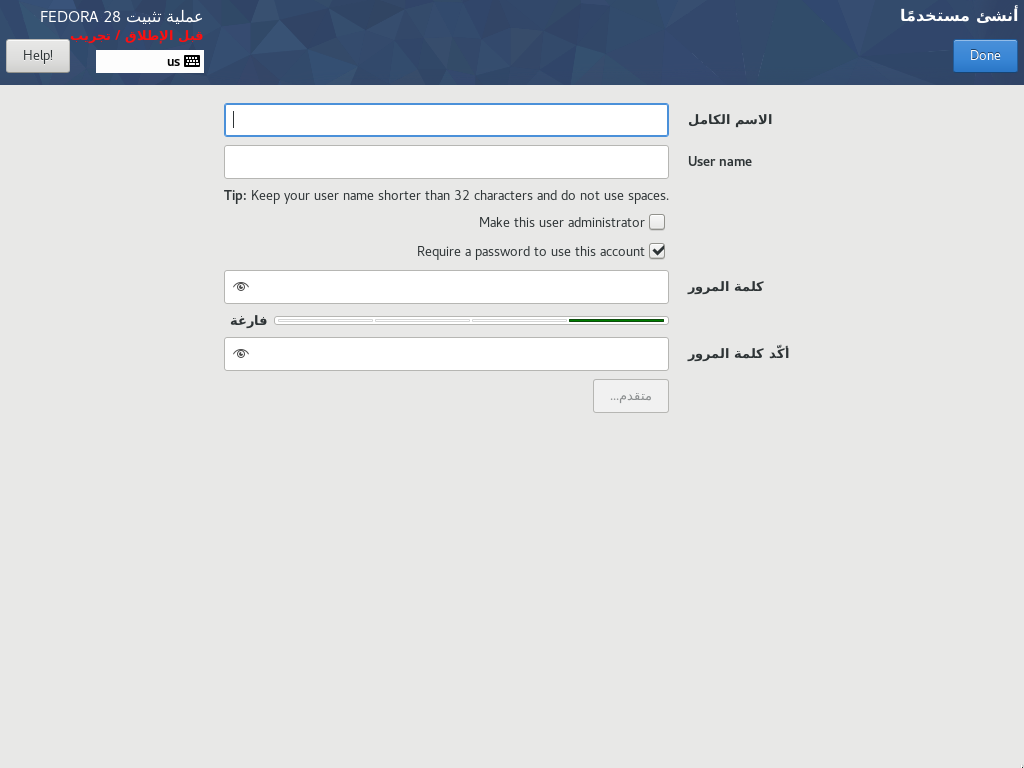 أنشئ مستخدمًا
عملية تثبيت FEDORA 28
قبل الإطلاق / تجريب
Done
us
Help!
الاسم الكامل
User name
Tip: Keep your user name shorter than 32 characters and do not use spaces.
Make this user administrator
Require a password to use this account
كلمة المرور
فارغة
أكّد كلمة المرور
متقدم...